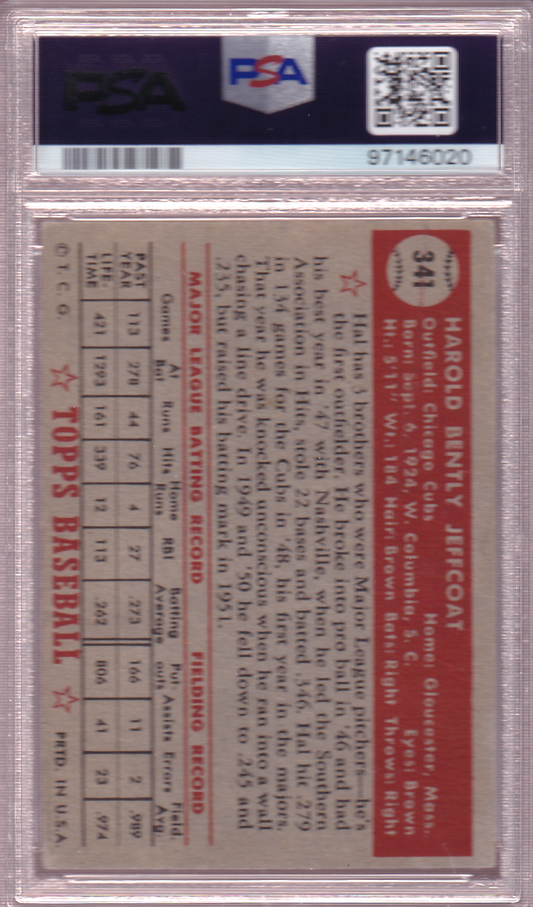 PSA
PSA
97146020
341
HAROLD BENTLY JEFFCOAT
Outfield: Chicago Cubs Home: Gloucester, Mass.
Born: Sept. 6, 1924, W. Columbia, S. C. Eyes: Brown
Ht.: 5'11" Wt.: 184 Hair: Brown Bats: Right Throws: Right
Hal has 3 brothers who were Major League pitchers—he's
the first outfielder. He broke into pro ball in '46 and had
his best year in '47 with Nashville, when he led the Southern
Association in Hits, stole 22 bases and batted .346. Hal hit .279
in 134 games for the Cubs in '48, his first year in the majors.
That year he was knocked unconscious when he ran into a wall
chasing a line drive. In 1949 and '50 he fell down to .245 and
.235, but raised his batting mark in 1951.
MAJOR LEAGUE BATTING RECORD FIELDING RECORD
Games At Bat Runs Hits Home Runs RBI Batting Average Put-outs Assists Errors Field. Avg.
PAST YEAR 113 278 44 76 4 27 .273 166 11 2 .989
LIFE-TIME 421 1293 161 339 12 113 .262 806 41 23 .974
© T. C. G. TOPPS BASEBALL PRTD. IN U.S.A.